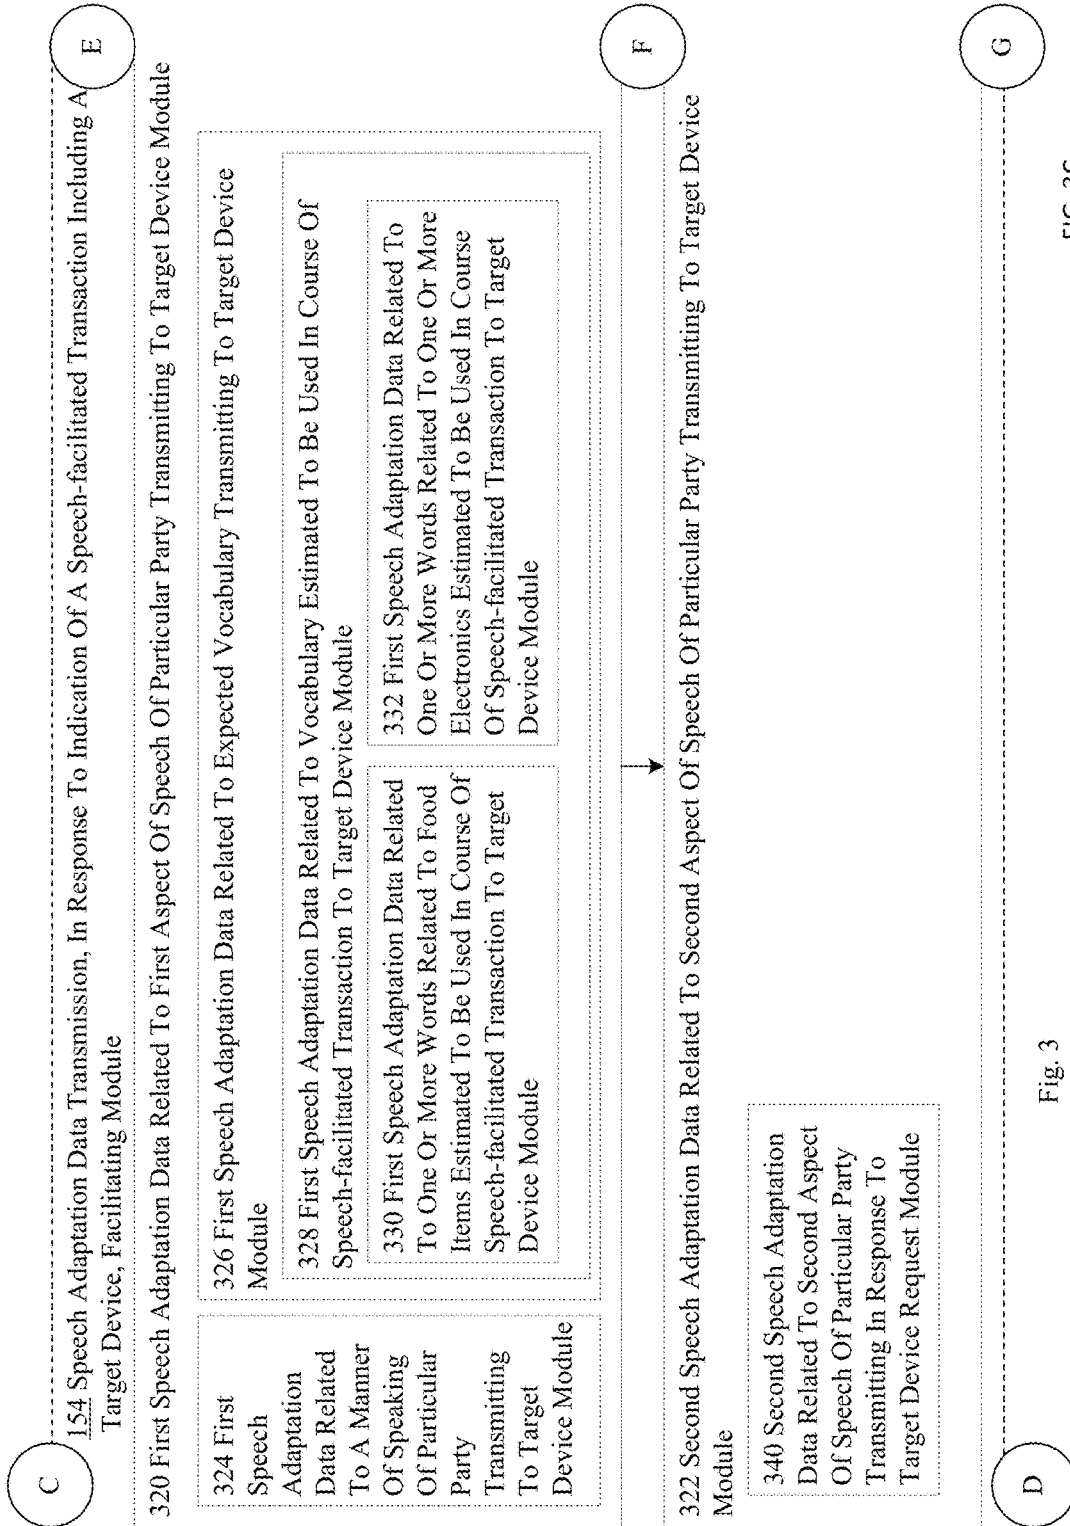 C
E
154 Speech Adaptation Data Transmission, In Response To Indication Of A Speech-facilitated Transaction Including A
Target Device, Facilitating Module
320 First Speech Adaptation Data Related To First Aspect Of Speech Of Particular Party Transmitting To Target Device Module
324 First
Speech
Adaptation
Data Related
To A Manner
Of Speaking
Of Particular
Party
Transmitting
To Target
Device Module
326 First Speech Adaptation Data Related To Expected Vocabulary Transmitting To Target Device
Module
328 First Speech Adaptation Data Related To Vocabulary Estimated To Be Used In Course Of
Speech-facilitated Transaction To Target Device Module
330 First Speech Adaptation Data Related
To One Or More Words Related To Food
Items Estimated To Be Used In Course Of
Speech-facilitated Transaction To Target
Device Module
332 First Speech Adaptation Data Related To
One Or More Words Related To One Or More
Electronics Estimated To Be Used In Course
Of Speech-facilitated Transaction To Target
Device Module
F
322 Second Speech Adaptation Data Related To Second Aspect Of Speech Of Particular Party Transmitting To Target Device
Module
340 Second Speech Adaptation
Data Related To Second Aspect
Of Speech Of Particular Party
Transmitting In Response To
Target Device Request Module
D
G
Fig. 3